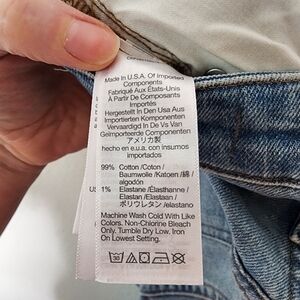 Made In U.S.A. Of Imported
Components
Fabriqué Aux États-Unis
À Partir De Composants
Importés
Hergestellt In Den Usa Aus
Importierten Komponenten
Vervaardigd In De Vs Van
Geïmporteerde Componenten
アメリカ製
hecho en e.u.a. con insumos
importados
99% Cotton /Coton /
Baumwolle /Katoen /綿 /
algodón
US 1% Elastane /Élasthanne /
Elastan /Elastaan /
ポリウレタン /elastano
Machine Wash Cold With Like
Colors. Non-Chlorine Bleach
Only. Tumble Dry Low. Iron
On Lowest Setting.